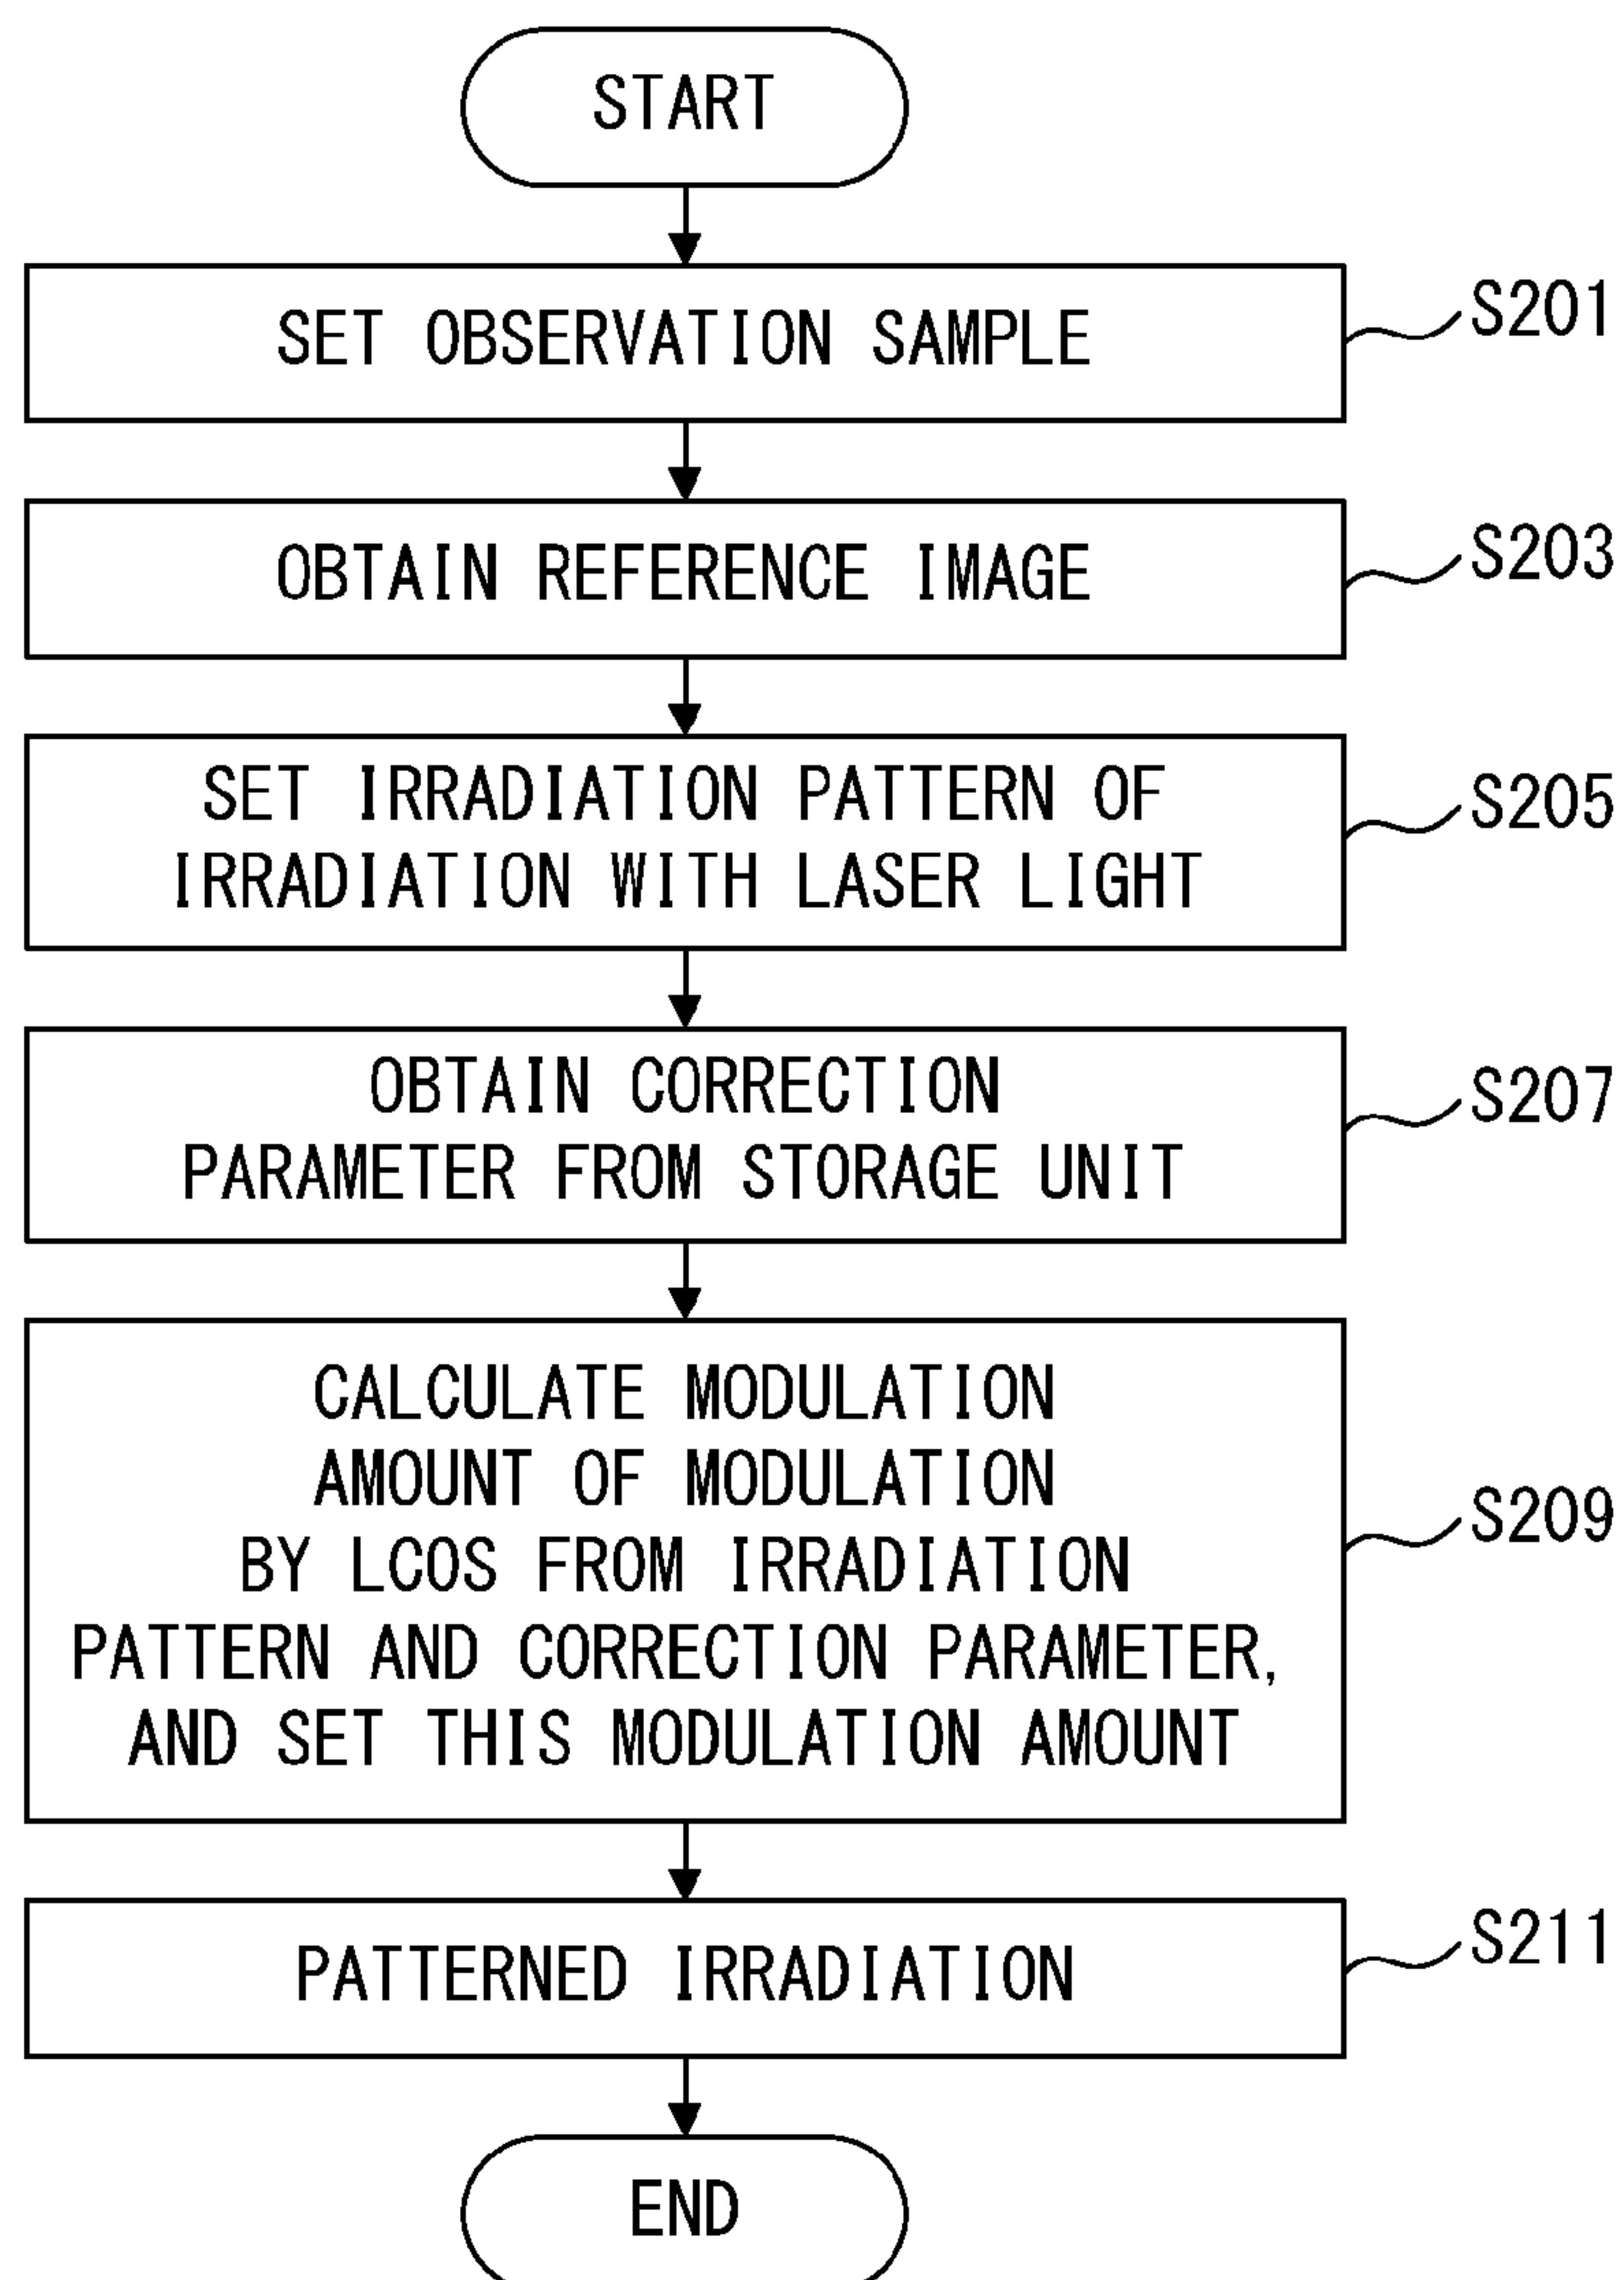 START
SET OBSERVATION SAMPLE
S201
OBTAIN REFERENCE IMAGE
S203
SET IRRADIATION PATTERN OF
IRRADIATION WITH LASER LIGHT
S205
OBTAIN CORRECTION
PARAMETER FROM STORAGE UNIT
S207
CALCULATE MODULATION
AMOUNT OF MODULATION
BY LCOS FROM IRRADIATION
PATTERN AND CORRECTION PARAMETER,
AND SET THIS MODULATION AMOUNT
S209
PATTERNED IRRADIATION
S211
END